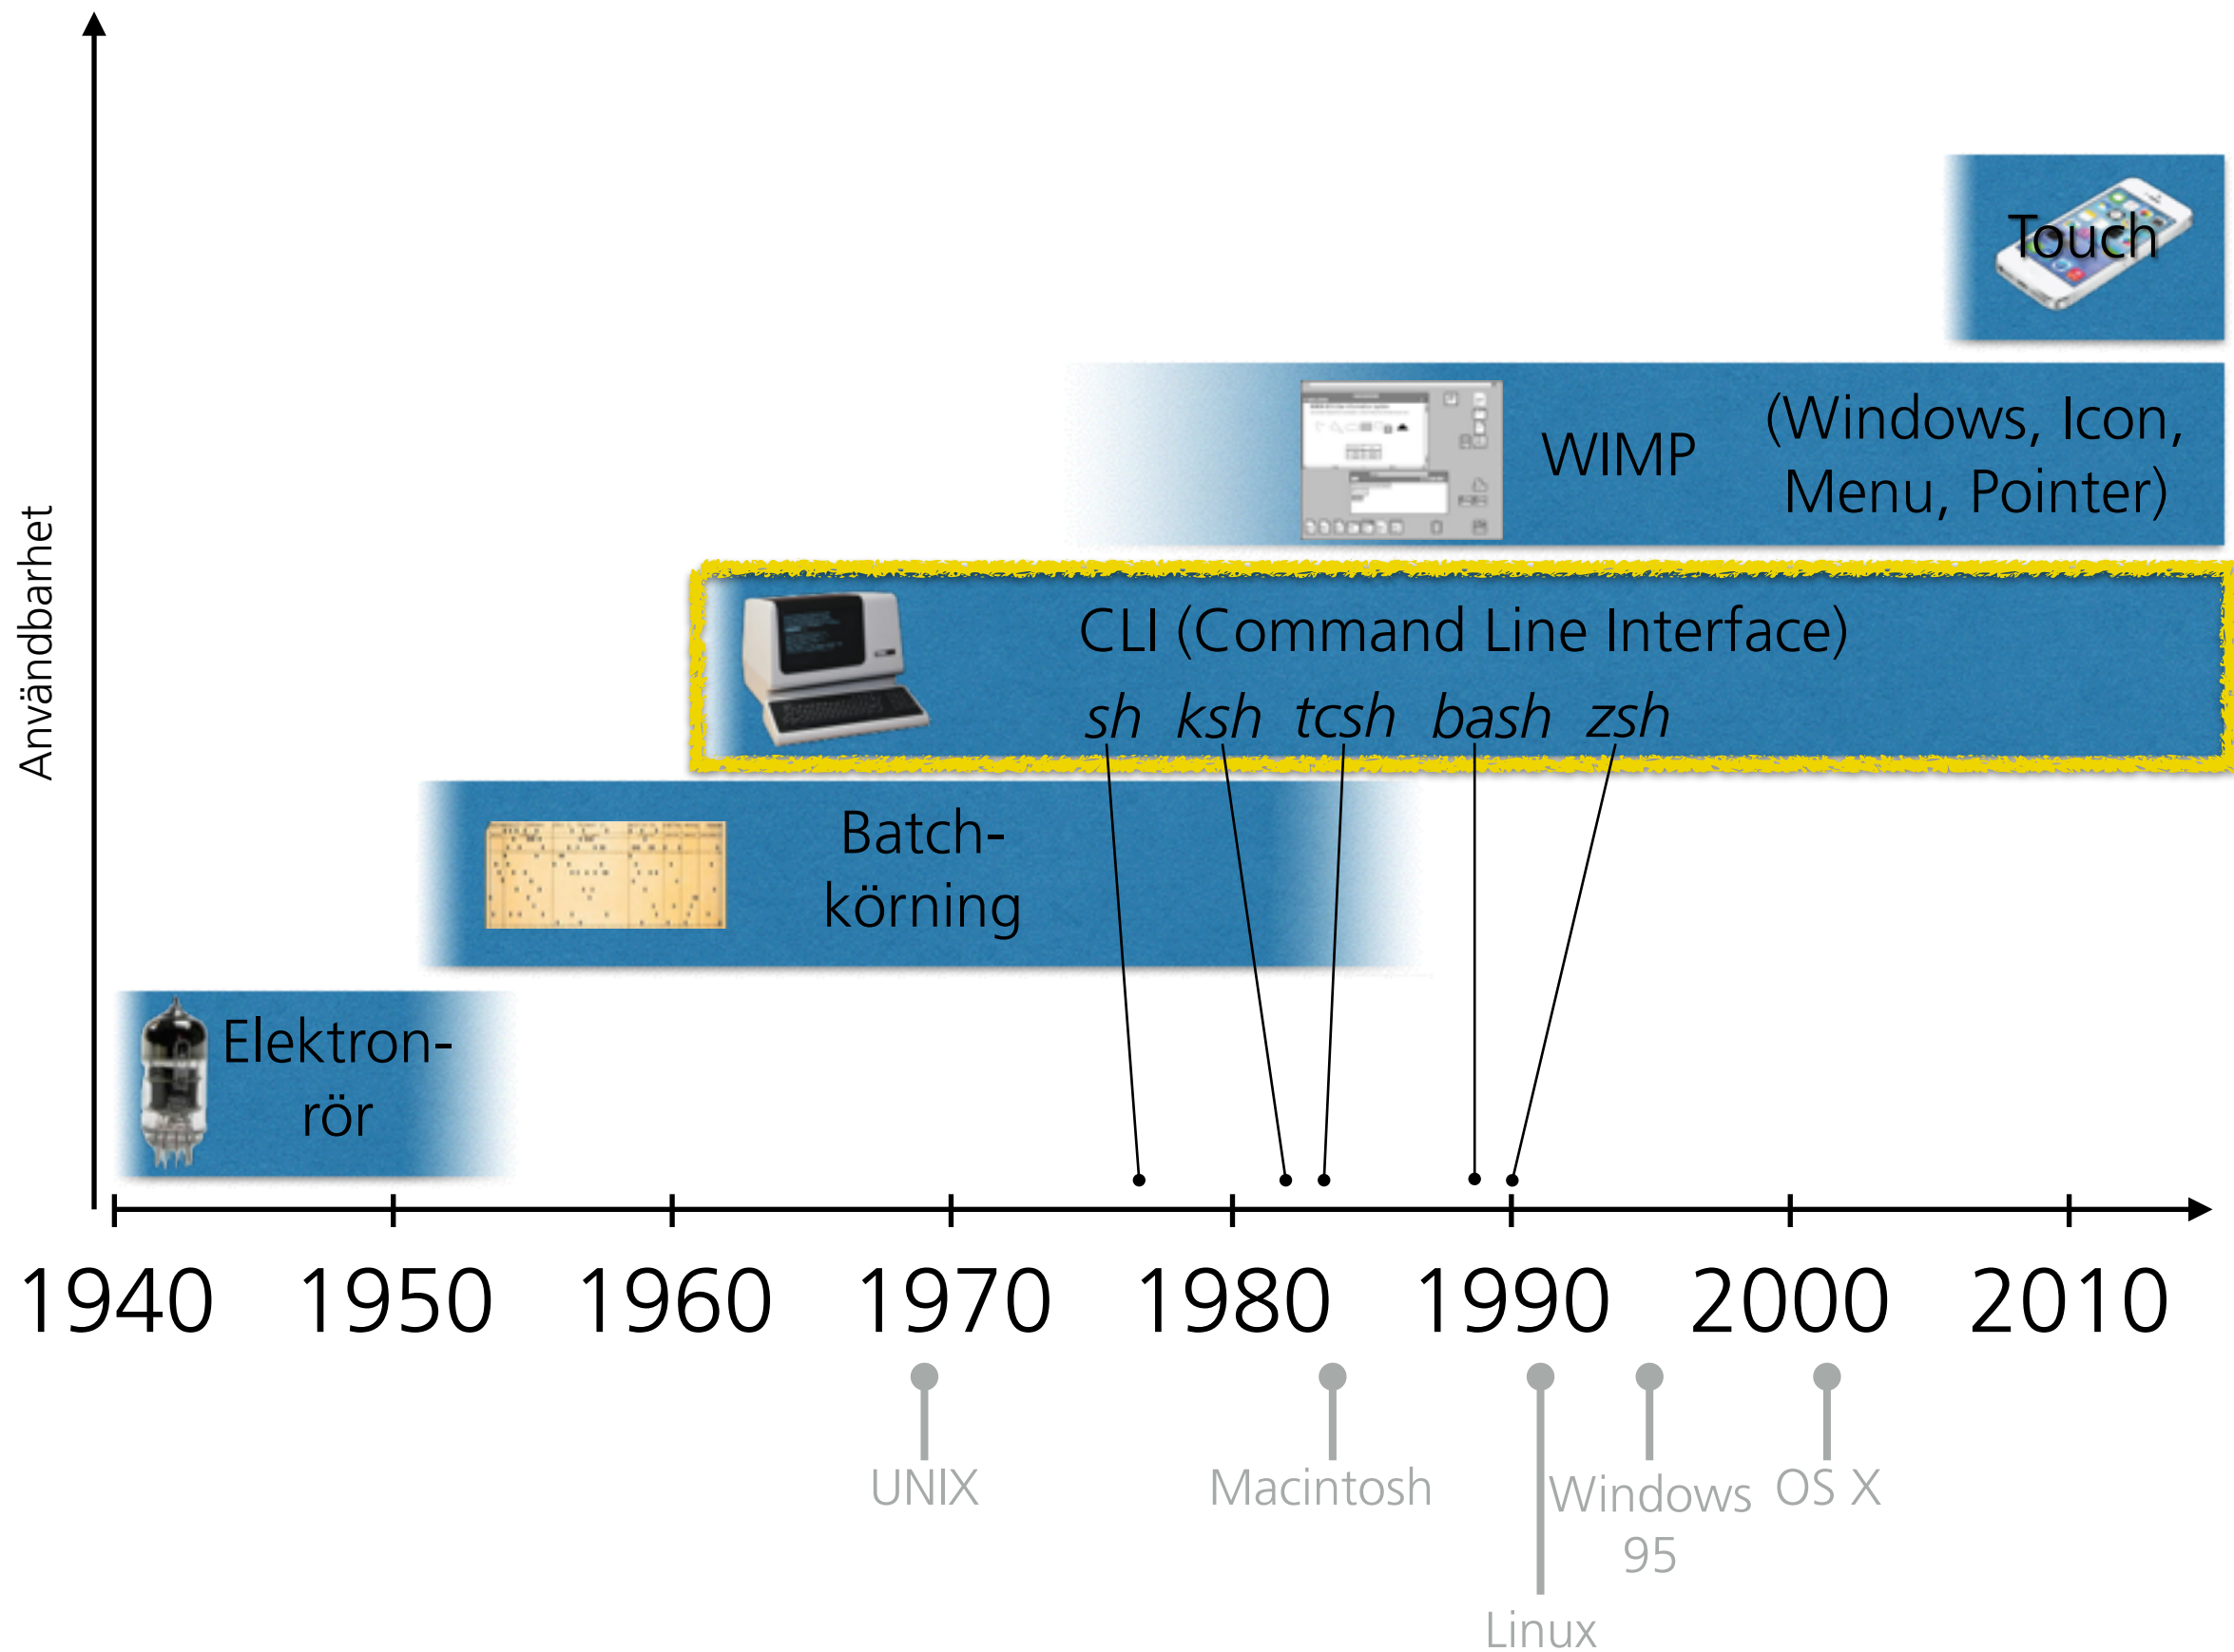 Användbarhet
Touch
WIMP
(Windows, Icon,
Menu, Pointer)
CLI (Command Line Interface)
sh ksh tcsh bash zsh
Batch-
körning
Elektron-
rör
1940 1950 1960 1970 1980 1990 2000 2010
UNIX
Macintosh
Windows
95
OS X
Linux